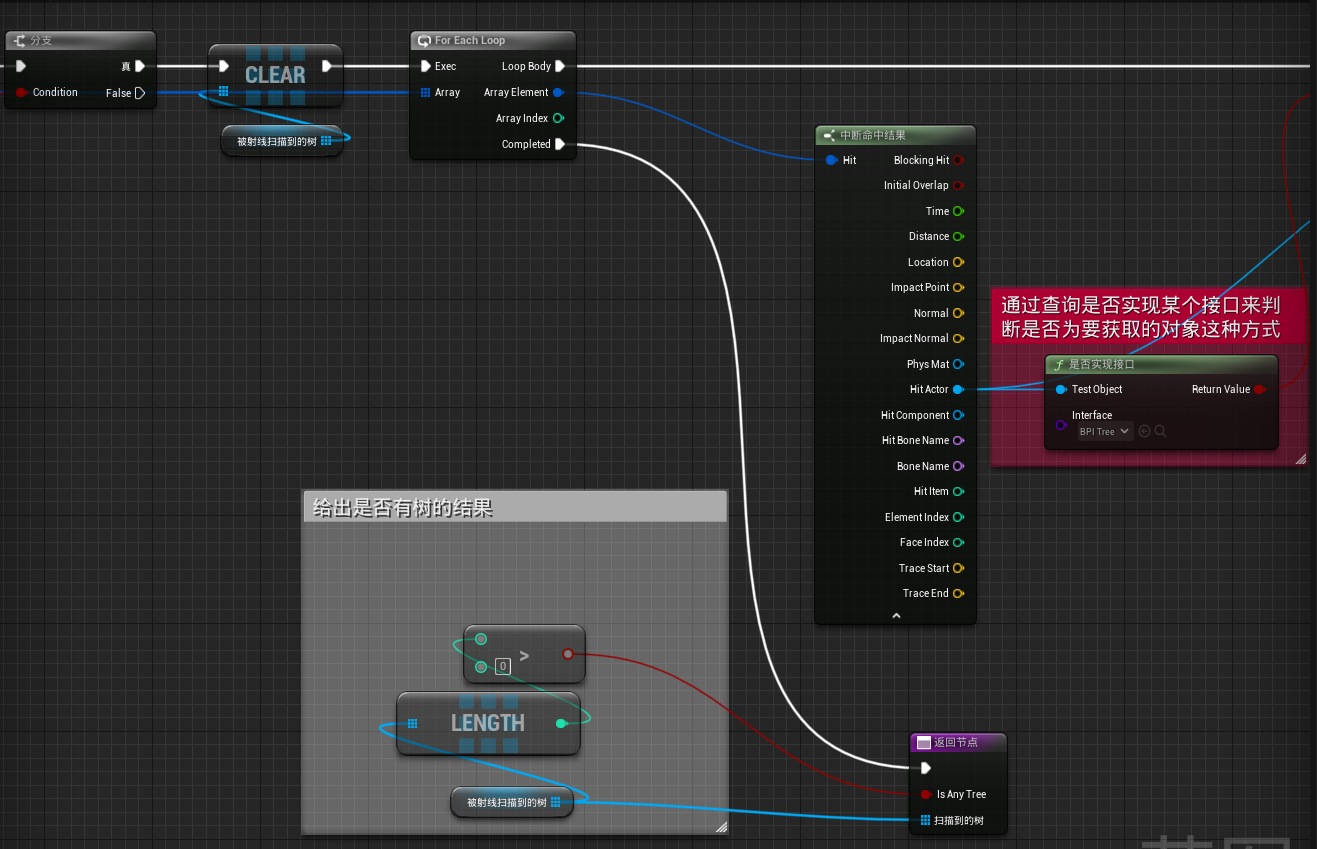 分支
真
Condition
False
CLEAR
被射线扫描到的树
For Each Loop
Exec
Loop Body
Array
Array Element
Array Index
Completed
中断命中结果
Hit
Blocking Hit
Initial Overlap
Time
Distance
Location
Impact Point
Normal
Impact Normal
Phys Mat
Hit Actor
Hit Component
Hit Bone Name
Bone Name
Hit Item
Element Index
Face Index
Trace Start
Trace End
通过查询是否实现某个接口来判
断是否为要获取的对象这种方式
f 是否实现接口
Test Object
Return Value
Interface
BPI Tree
给出是否有树的结果
0
>
LENGTH
被射线扫描到的树
返回节点
Is Any Tree
扫描到的树